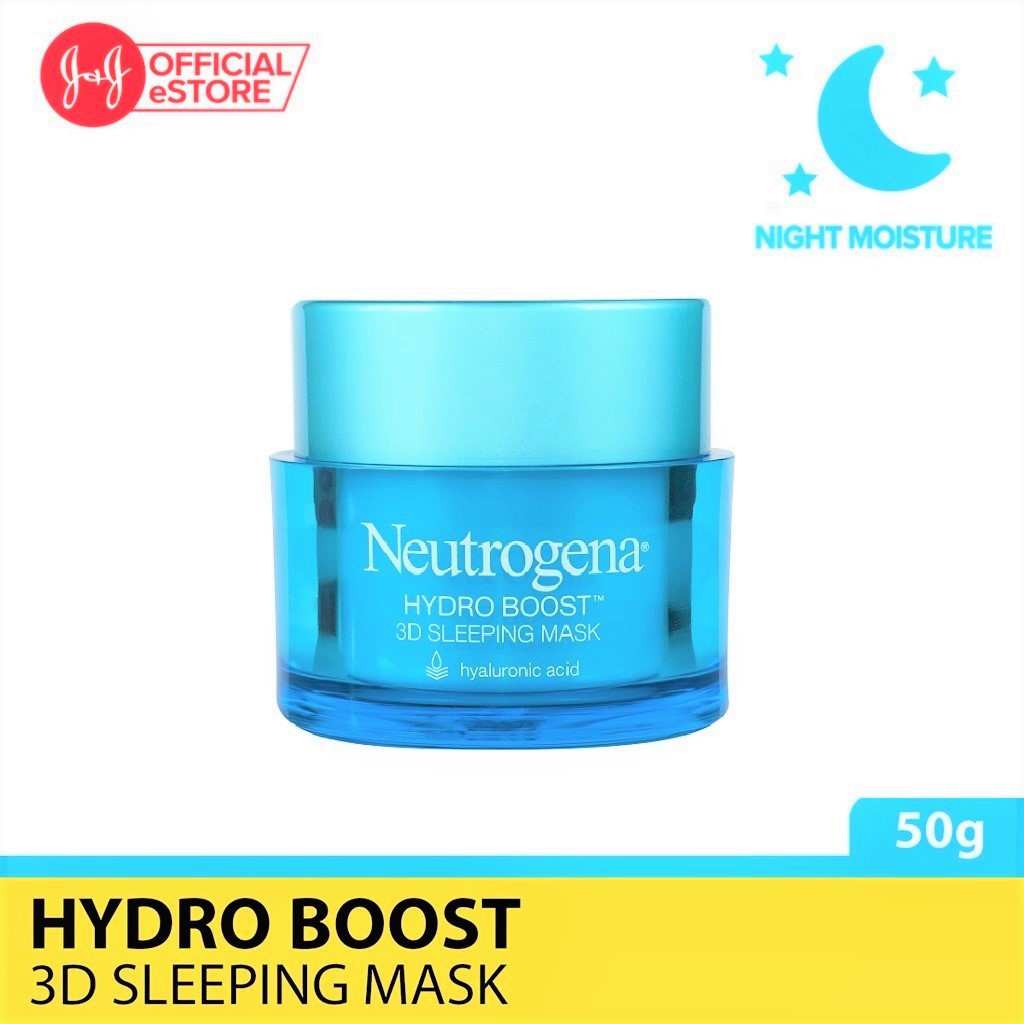 J&J OFFICIAL
eSTORE
NIGHT MOISTURE
Neutrogena®
HYDRO BOOST™
3D SLEEPING MASK
hyaluronic acid
50g
HYDRO BOOST
3D SLEEPING MASK